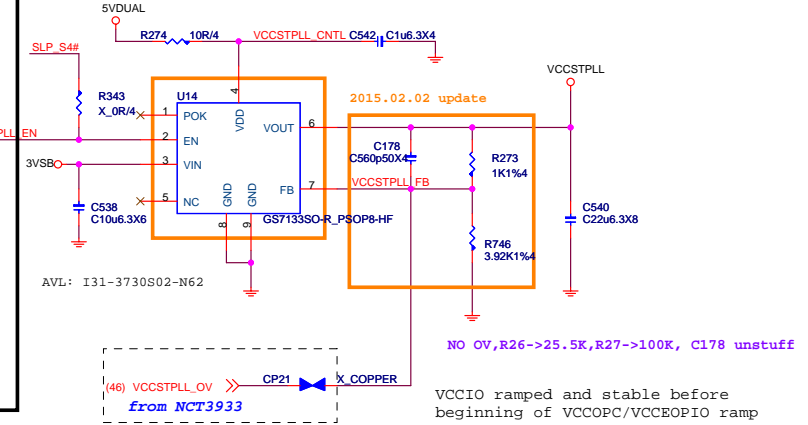 5VDUAL
R274
10R/4
VCCSTPLL_CNTL
C542
C1u6.3X4
SLP_S4#
VCCSTPLL
R343
X_0R/4
U14
4
VDD
2015.02.02 update
1
POK
VOUT
6
PLL_EN
2
EN
C178
C560p50X4
R273
1K1%4
3VSB
3
VIN
7
FB
VCCSTPLL_FB
5
NC
GND
GND
8
9
GS7133SO-R_PSOP8-HF
C538
C10u6.3X6
C540
C22u6.3X8
R746
3.92K1%4
AVL: I31-3730S02-N62
NO OV,R26->25.5K,R27->100K, C178 unstuff
(46) VCCSTPLL_OV
CP21
X_COPPER
from NCT3933
VCCIO ramped and stable before
beginning of VCCOPC/VCCEOPIO ramp